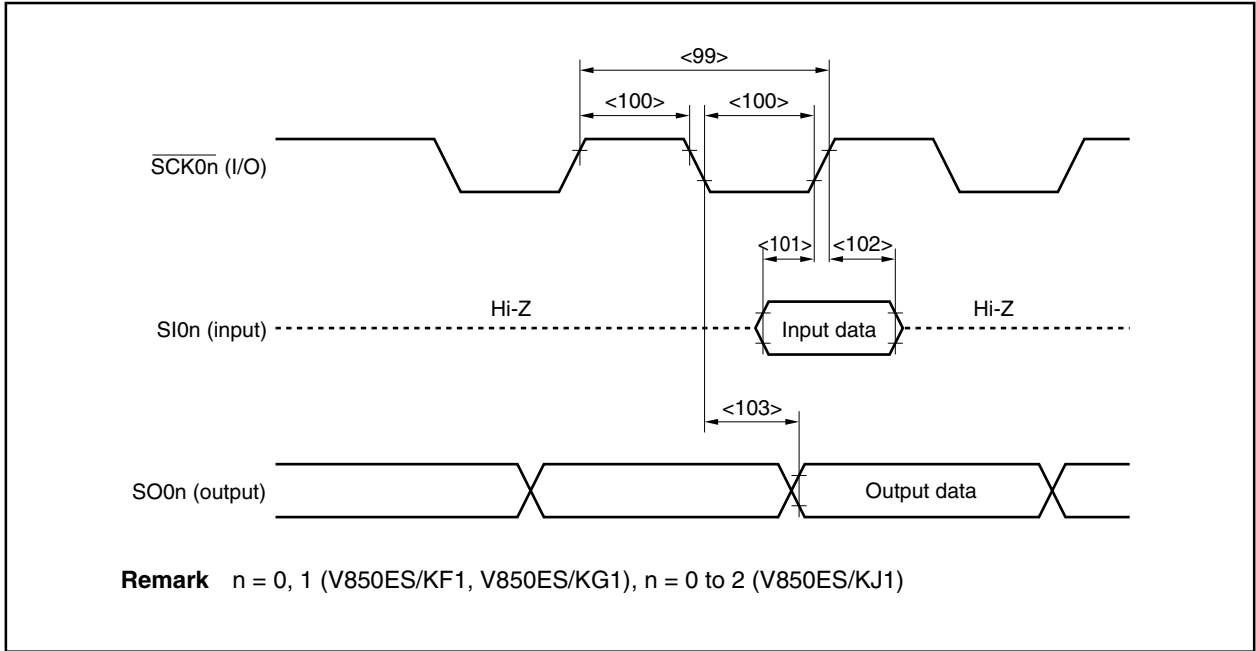 <99>
<100> <100>
SCK0n (I/O)
<101> <102>
Hi-Z Hi-Z
SI0n (input) Input data
<103>
SO0n (output) Output data
Remark n = 0, 1 (V850ES/KF1, V850ES/KG1), n = 0 to 2 (V850ES/KJ1)